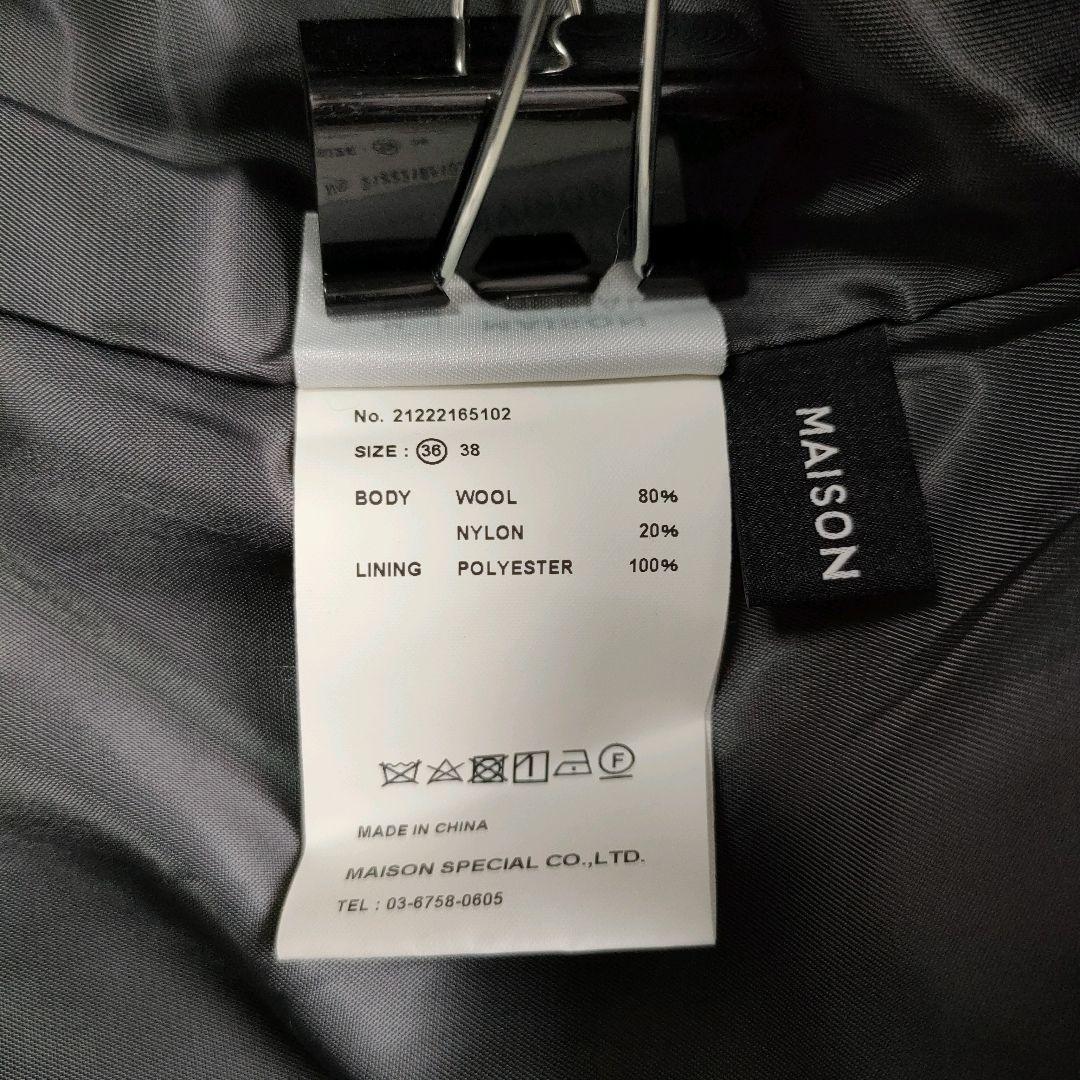 No. 21222165102
SIZE : 36 38
BODY WOOL 80%
NYLON 20%
LINING POLYESTER 100%
F
MADE IN CHINA
MAISON SPECIAL CO.,LTD.
TEL : 03-6758-0605
MAISON